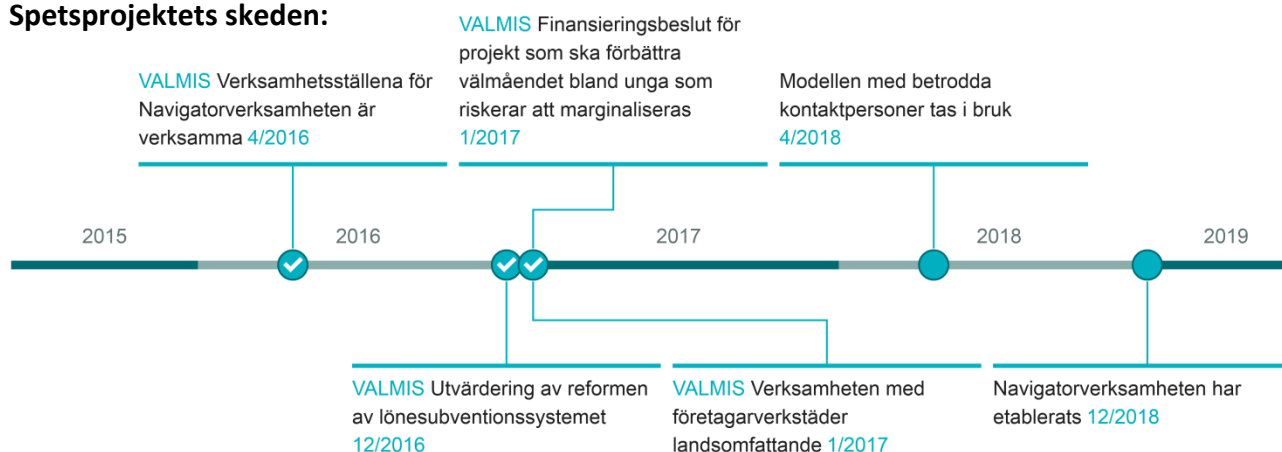 Spetsprojektets skeden:
VALMIS Verksamhetsställena för
Navigatorverksamheten är
verksamma 4/2016
VALMIS Finansieringsbeslut för
projekt som ska förbättra
välmåendet bland unga som
riskerar att marginaliseras
1/2017
Modellen med betrodda
kontaktpersoner tas i bruk
4/2018
2015
2016
2017
2018
2019
VALMIS Utvärdering av reformen
av lönesubventionssystemet
12/2016
VALMIS Verksamheten med
företagarverkstäder
landsomfattande 1/2017
Navigatorverksamheten har
etablerats 12/2018